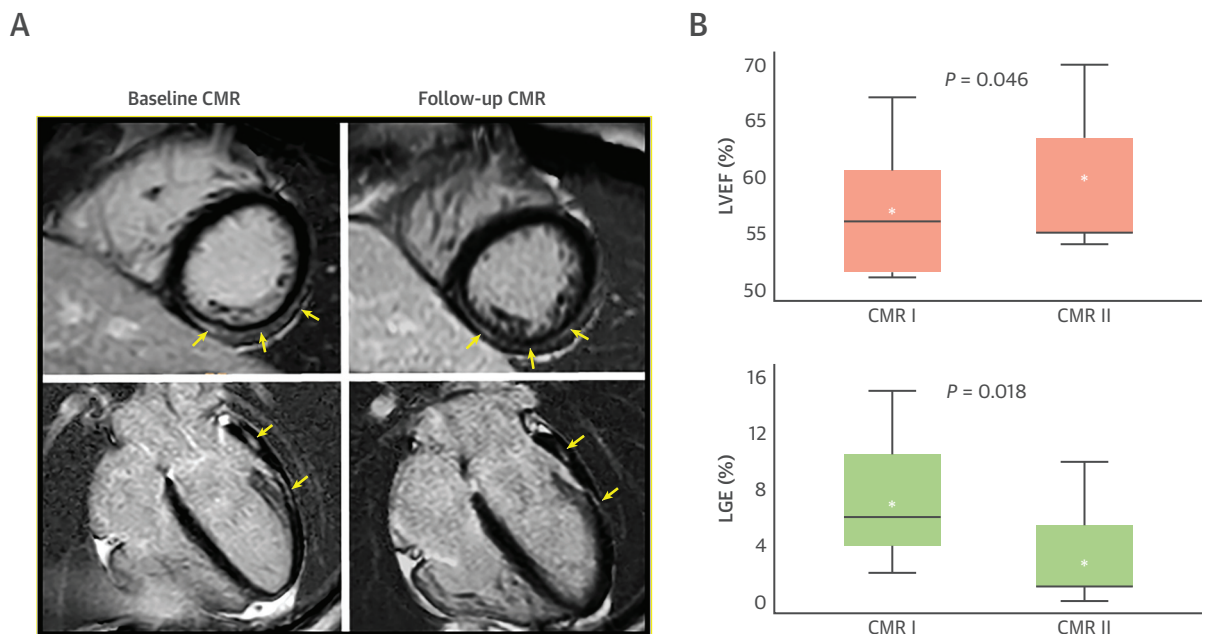 A
Baseline CMR
Follow-up CMR
B
70
65
60
55
50
LVEF (%)
P = 0.046
CMR I
CMR II
16
12
8
4
0
LGE (%)
P = 0.018
CMR I
CMR II